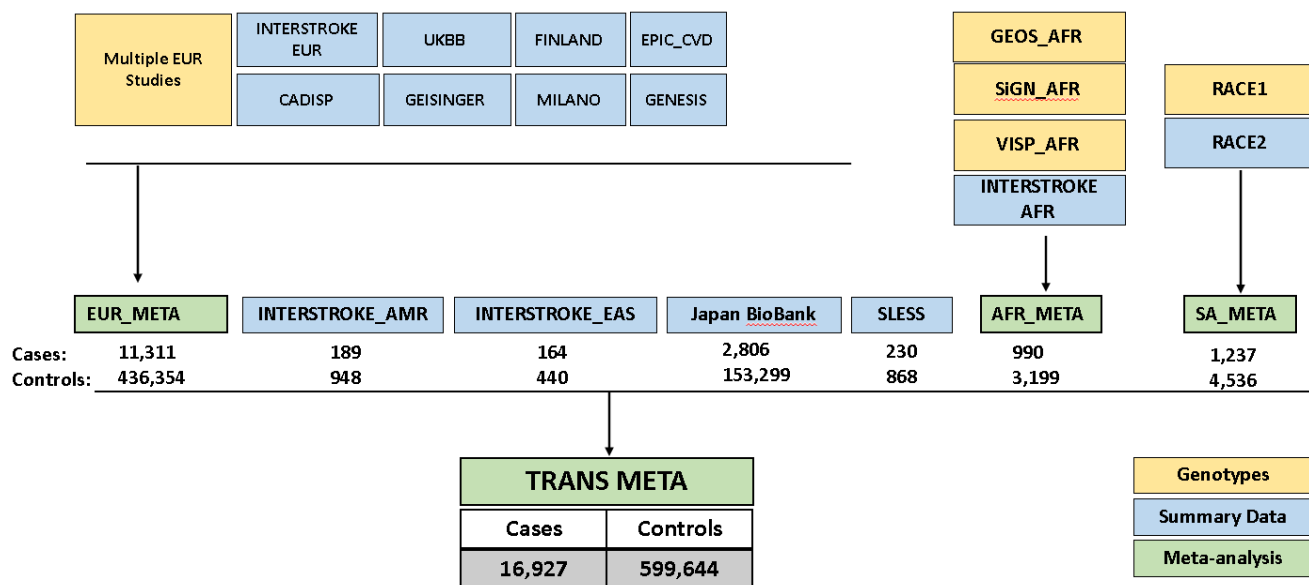 Multiple EUR
Studies
INTERSTROKE
EUR
UKBB
FINLAND
EPIC_CVD
CADISP
GEISINGER
MILANO
GENESIS
GEOS_AFR
SiGN_AFR
VISP_AFR
INTERSTROKE
AFR
RACE1
RACE2
EUR_META
INTERSTROKE_AMR
INTERSTROKE_EAS
Japan BioBank
SLESS
AFR_META
SA_META
Cases: 11,311 189 164 2,806 230 990 1,237
Controls: 436,354 948 440 153,299 868 3,199 4,536
TRANS META
Cases Controls
16,927 599,644
Genotypes
Summary Data
Meta-analysis